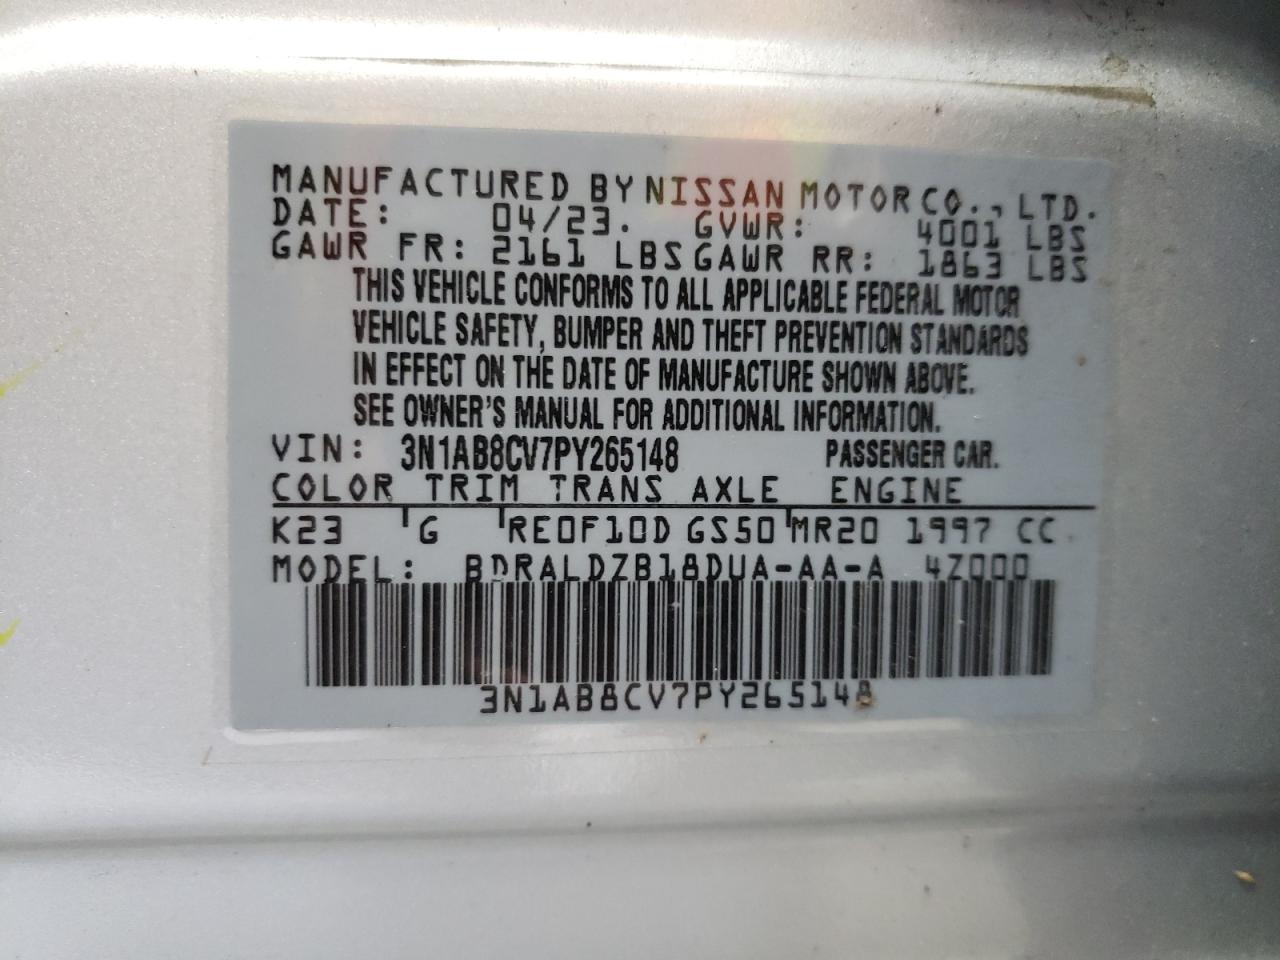 MANUFACTURED BY NISSAN MOTOR CO., LTD.
DATE: 04/23. GVWR: 4001 LBS
GAWR FR: 2161 LBS GAWR RR: 1863 LBS
THIS VEHICLE CONFORMS TO ALL APPLICABLE FEDERAL MOTOR
VEHICLE SAFETY, BUMPER AND THEFT PREVENTION STANDARDS
IN EFFECT ON THE DATE OF MANUFACTURE SHOWN ABOVE.
SEE OWNER'S MANUAL FOR ADDITIONAL INFORMATION.
VIN: 3N1AB8CV7PY265148 PASSENGER CAR.
COLOR TRIM TRANS AXLE ENGINE
K23 G RE0F10D GS50 MR20 1997 CC
MODEL: BDRALDZB18DUA-AA-A 4Z000
3N1AB8CV7PY265148